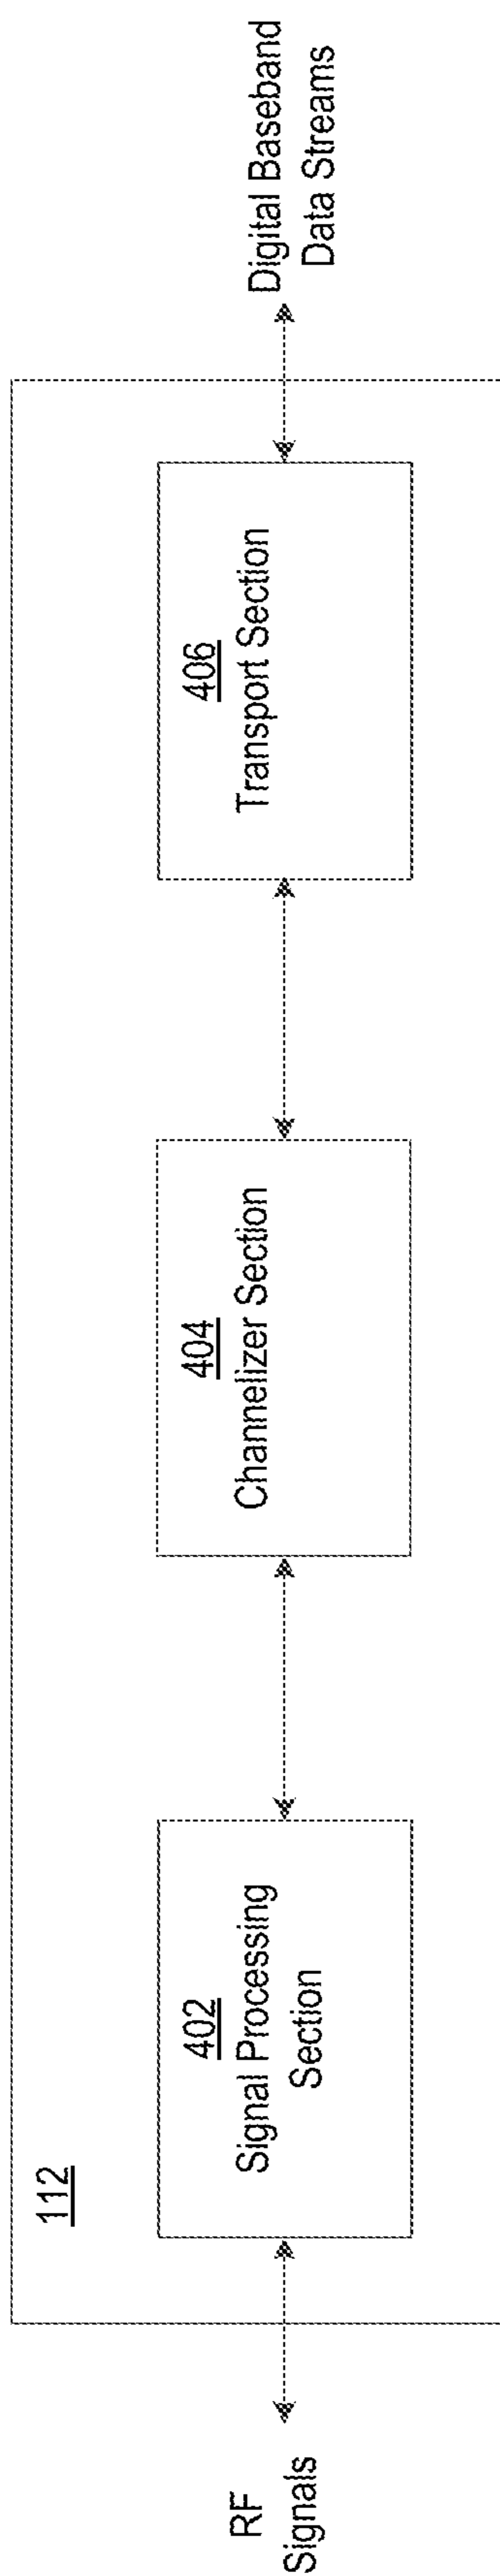 112
RF
Signals
402
Signal Processing
Section
404
Channelizer Section
406
Transport Section
Digital Baseband
Data Streams